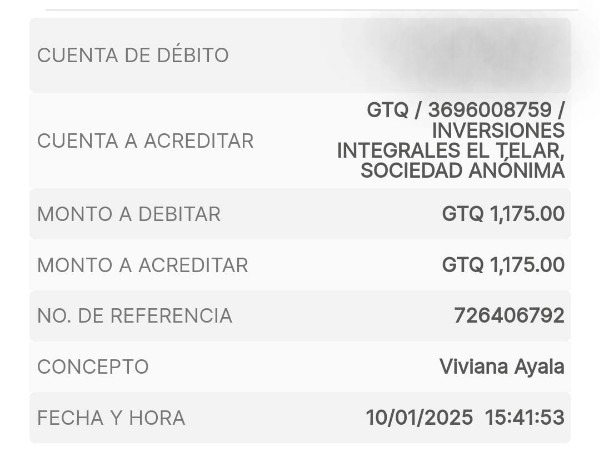 CUENTA DE DÉBITO
CUENTA A ACREDITAR
GTQ / 3696008759 /
INVERSIONES
INTEGRALES EL TELAR,
SOCIEDAD ANÓNIMA
MONTO A DEBITAR GTQ 1,175.00
MONTO A ACREDITAR GTQ 1,175.00
NO. DE REFERENCIA 726406792
CONCEPTO Viviana Ayala
FECHA Y HORA 10/01/2025 15:41:53